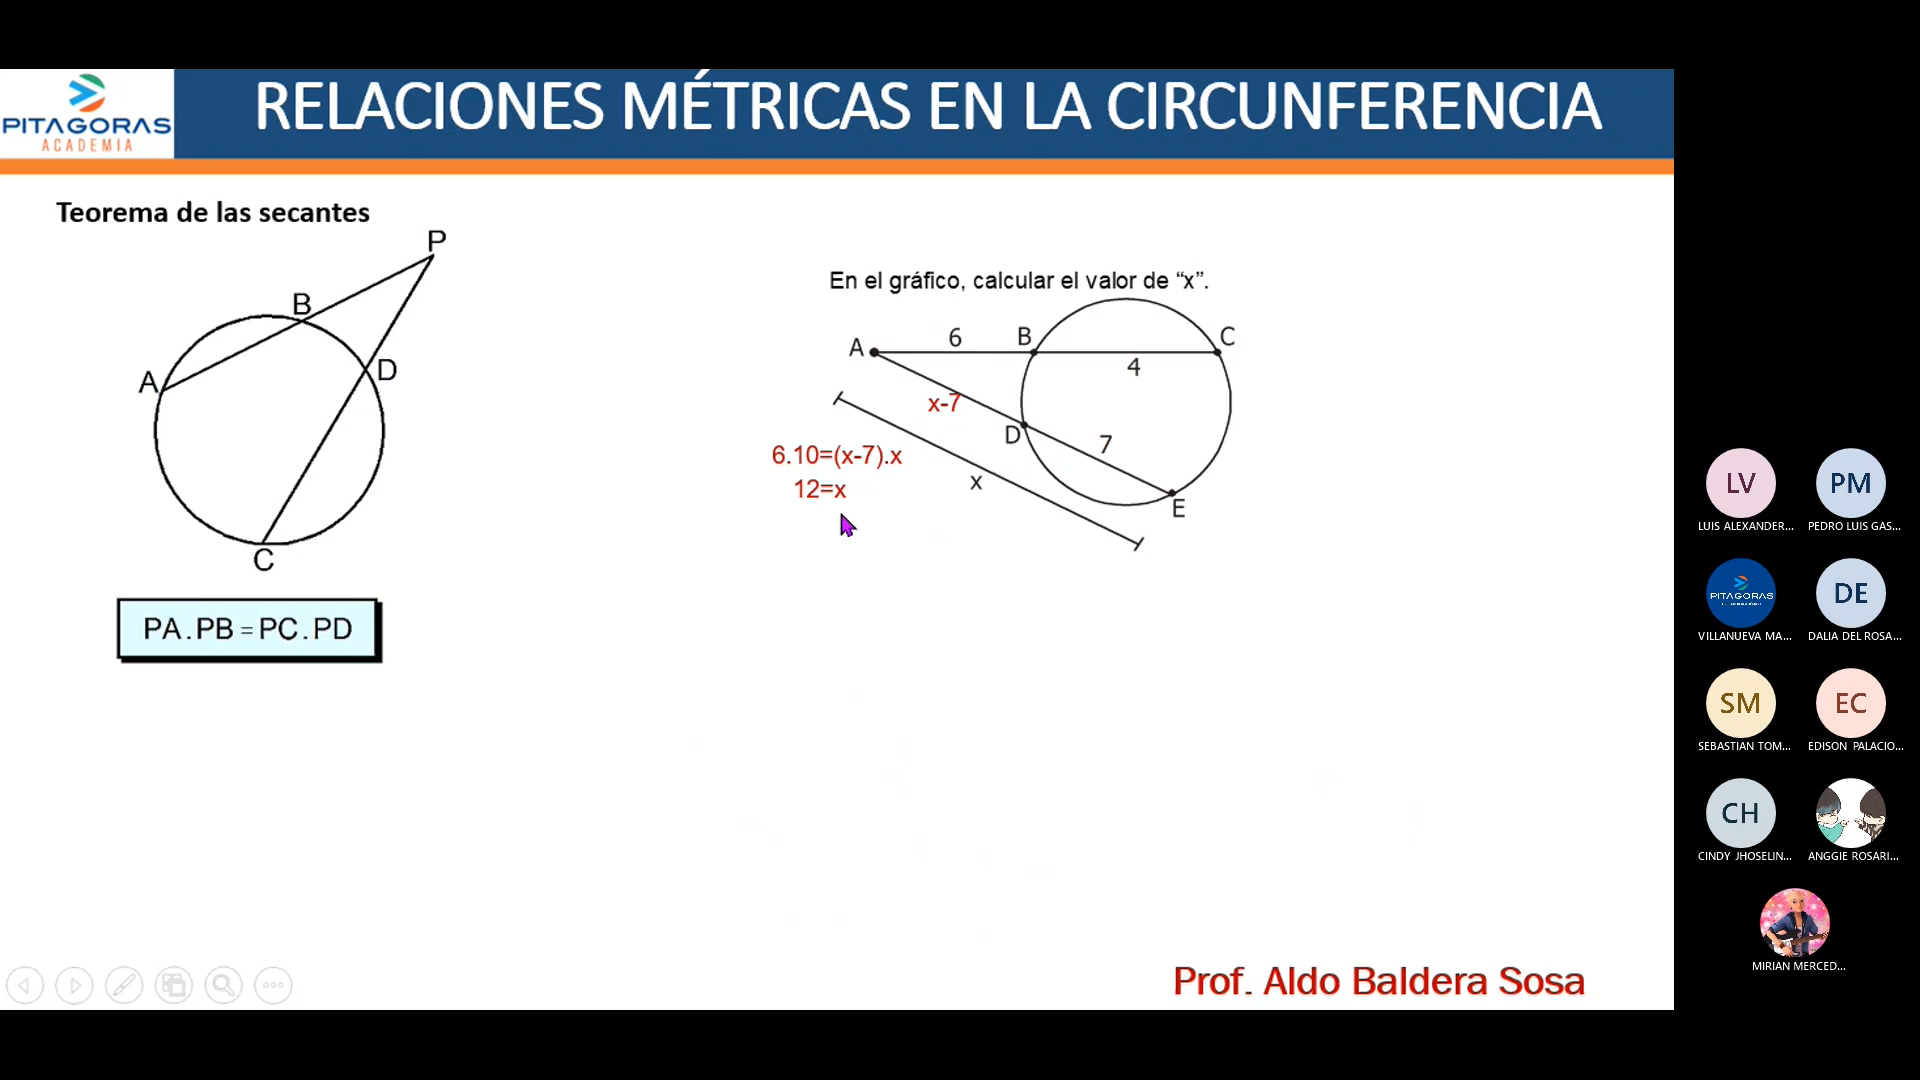 PITAGORAS
ACADEMIA
RELACIONES MÉTRICAS EN LA CIRCUNFERENCIA
Teorema de las secantes
P
B
D
A
C
PA.PB=PC.PD
En el gráfico, calcular el valor de “x”.
A
6
B
C
4
x-7
D
7
6.10=(x-7).x
x
12=x
E
Prof. Aldo Baldera Sosa
LV
LUIS ALEXANDER...
PM
PEDRO LUIS GAS...
PITAGORAS
VILLANUEVA MA...
DE
DALIA DEL ROSA...
SM
SEBASTIAN TOM...
EC
EDISON PALACIO...
CH
CINDY JHOSELIN...
ANGGIE ROSARI...
MIRIAN MERCED...